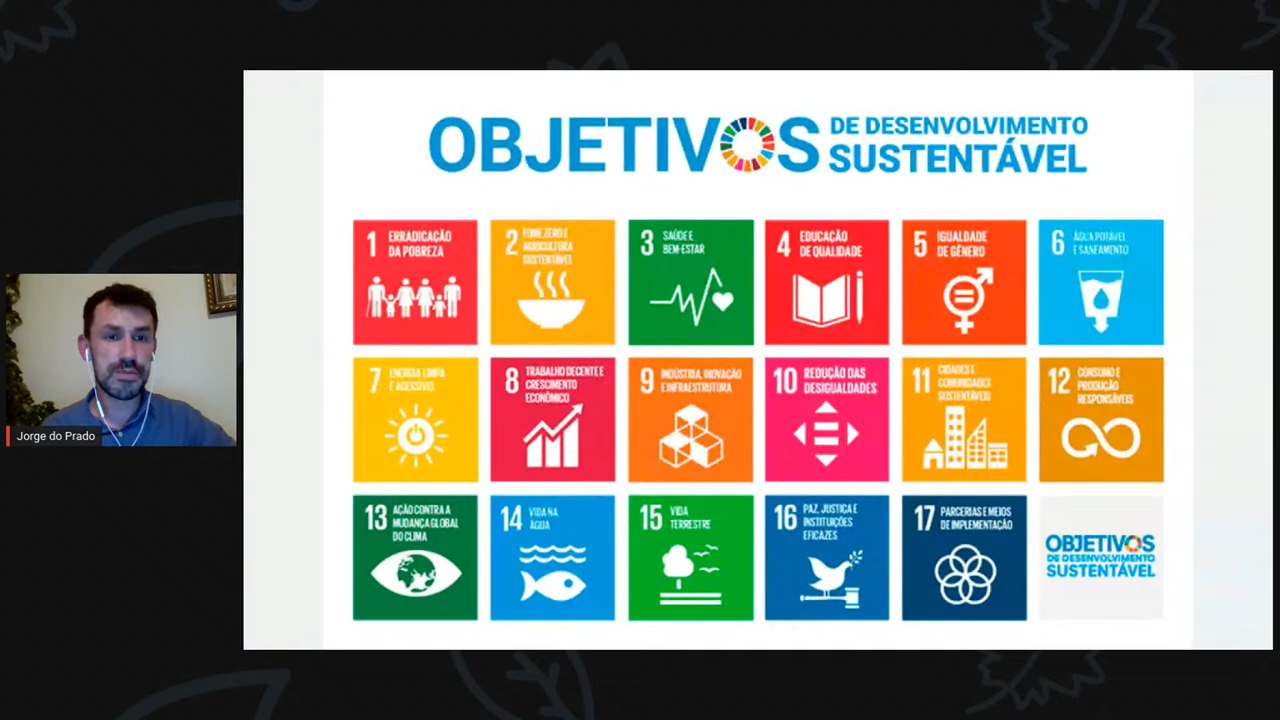 OBJETIVOS
DE DESENVOLVIMENTO
SUSTENTÁVEL
1 ERRADICAÇÃO
DA POBREZA
2 FOME ZERO E
AGRICULTURA
SUSTENTÁVEL
3 SAÚDE E
BEM-ESTAR
4 EDUCAÇÃO
DE QUALIDADE
5 IGUALDADE
DE GÊNERO
6 ÁGUA POTÁVEL
E SANEAMENTO
7 ENERGIA LIMPA
E ACESSÍVEL
8 TRABALHO DECENTE E
CRESCIMENTO
ECONÔMICO
9 INDÚSTRIA, INOVAÇÃO
E INFRAESTRUTURA
10 REDUÇÃO DAS
DESIGUALDADES
11 CIDADES E
COMUNIDADES
SUSTENTÁVEIS
12 CONSUMO E
PRODUÇÃO
RESPONSÁVEIS
13 AÇÃO CONTRA A
MUDANÇA GLOBAL
DO CLIMA
14 VIDA NA
ÁGUA
15 VIDA
TERRESTRE
16 PAZ, JUSTIÇA E
INSTITUIÇÕES
EFICAZES
17 PARCERIAS E MEIOS
DE IMPLEMENTAÇÃO
OBJETIVOS
DE DESENVOLVIMENTO
SUSTENTÁVEL
Jorge do Prado